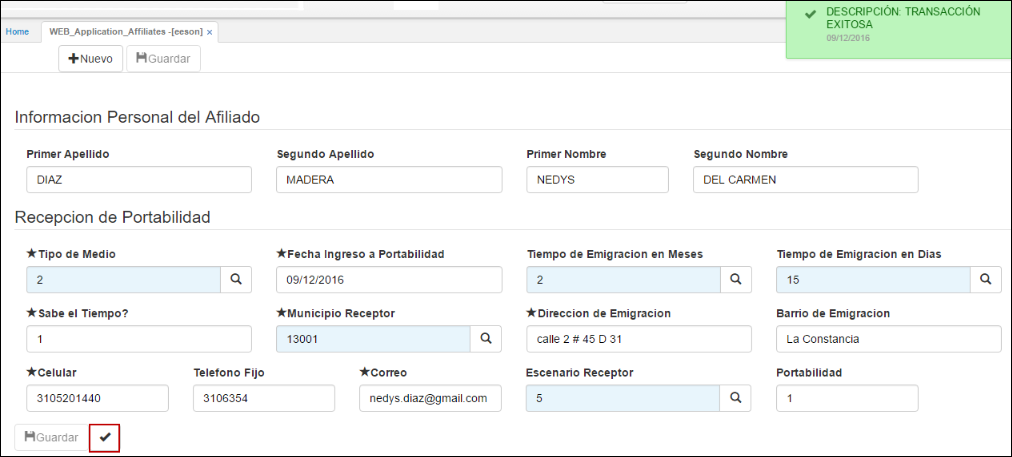 DESCRIPCIÓN: TRANSACCIÓN
EXITOSA
09/12/2016
Home WEB_Application_Affiliates -[eeson] ×
Nuevo Guardar
Informacion Personal del Afiliado
Primer Apellido Segundo Apellido Primer Nombre Segundo Nombre
DIAZ MADERA NEDYS DEL CARMEN
Recepcion de Portabilidad
★Tipo de Medio ★Fecha Ingreso a Portabilidad Tiempo de Emigracion en Meses Tiempo de Emigracion en Dias
2 09/12/2016 2 15
★Sabe el Tiempo? ★Municipio Receptor ★Direccion de Emigracion Barrio de Emigracion
1 13001 calle 2 # 45 D 31 La Constancia
★Celular Telefono Fijo ★Correo Escenario Receptor Portabilidad
3105201440 3106354 nedys.diaz@gmail.com 5 1
Guardar